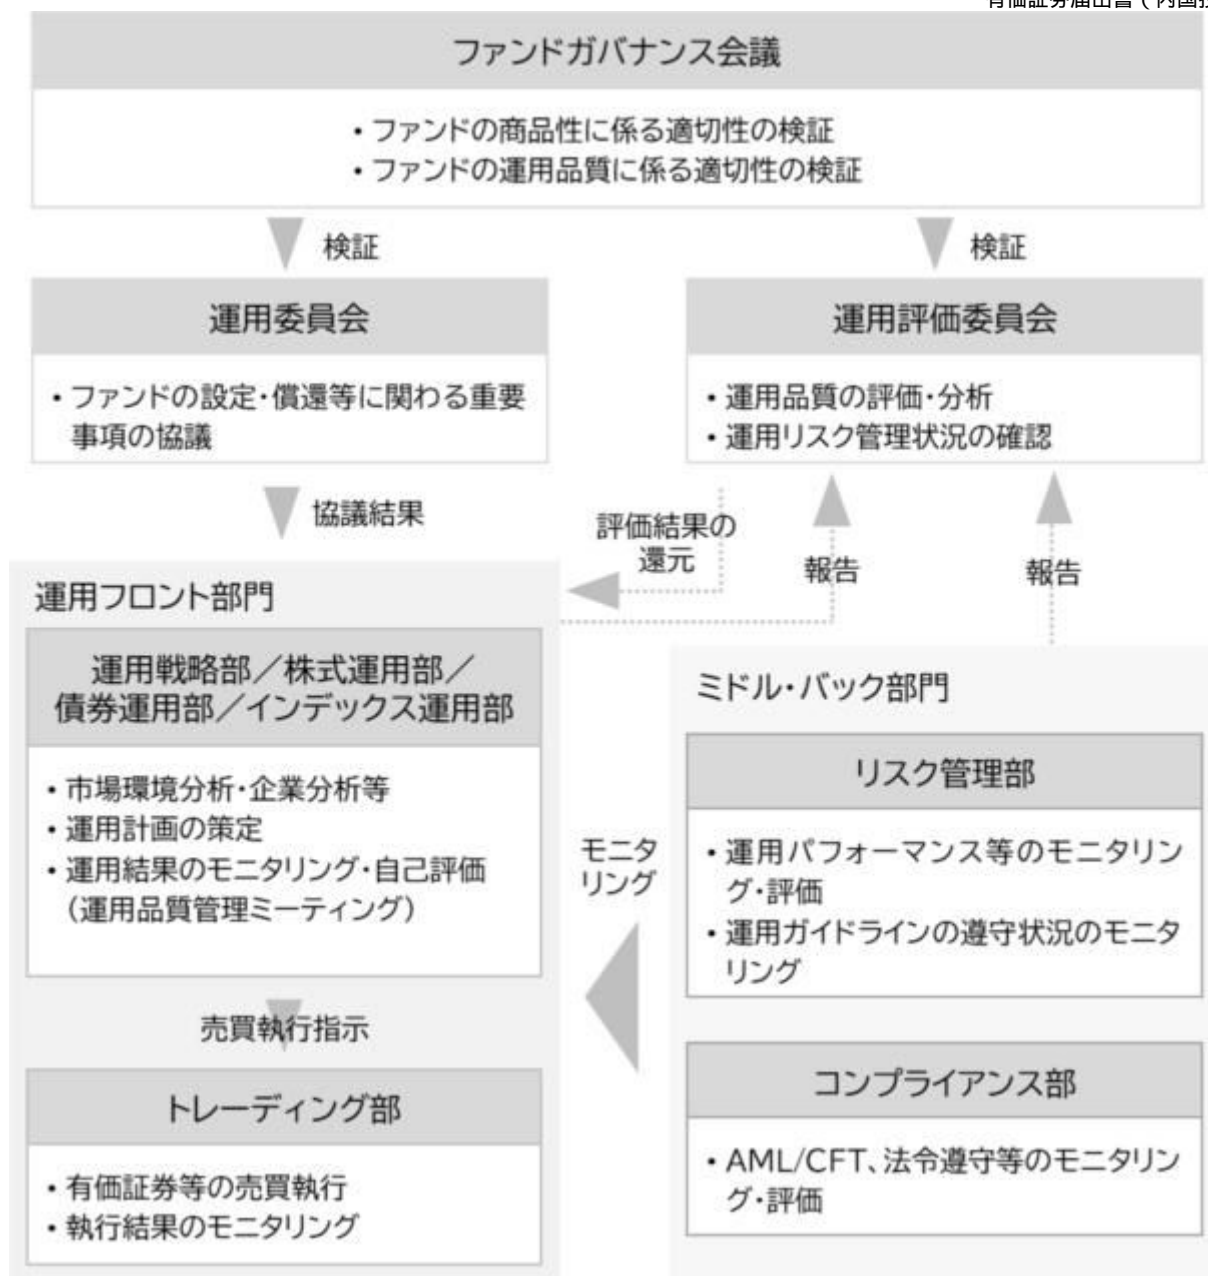 ファンドガバナンス会議
・ファンドの商品性に係る適切性の検証
・ファンドの運用品質に係る適切性の検証
検証
検証
運用委員会
・ファンドの設定・償還等に関わる重要
事項の協議
運用評価委員会
・運用品質の評価・分析
・運用リスク管理状況の確認
協議結果
評価結果の
還元
報告
報告
運用フロント部門
運用戦略部／株式運用部／
債券運用部／インデックス運用部
・市場環境分析・企業分析等
・運用計画の策定
・運用結果のモニタリング・自己評価
（運用品質管理ミーティング）
売買執行指示
トレーディング部
・有価証券等の売買執行
・執行結果のモニタリング
モニタ
リング
ミドル・バック部門
リスク管理部
・運用パフォーマンス等のモニタリン
グ・評価
・運用ガイドラインの遵守状況のモニタ
リング
コンプライアンス部
・AML/CFT、法令遵守等のモニタリン
グ・評価